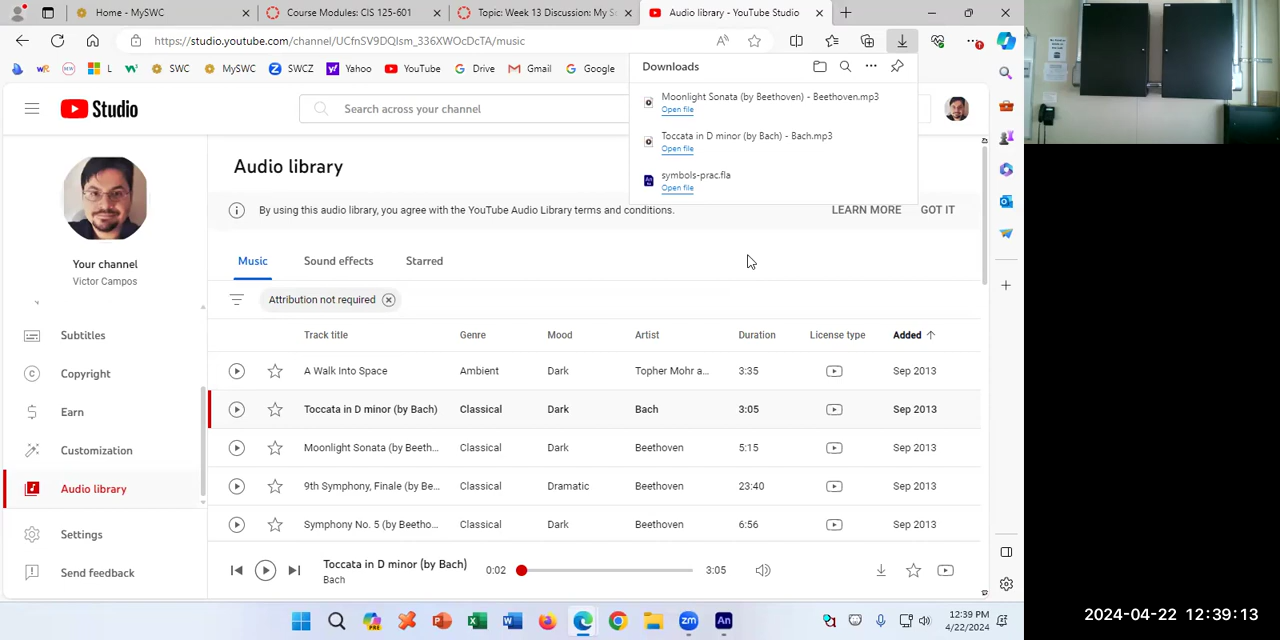 Home - MySWC
Course Modules: CIS 125-601
Topic: Week 13 Discussion: My S
Audio library - YouTube Studio
https://studio.youtube.com/channel/UCfnSV9DQIsm_336XWOcDcTA/music
L
SWC
MySWC
SWCZ
Yahoo
YouTube
Drive
Gmail
Google
Downloads
Moonlight Sonata (by Beethoven) - Beethoven.mp3
Open file
Toccata in D minor (by Bach) - Bach.mp3
Open file
symbols-prac.fla
Open file
Studio
Search across your channel
Your channel
Victor Campos
Subtitles
Copyright
Earn
Customization
Audio library
Settings
Send feedback
Audio library
By using this audio library, you agree with the YouTube Audio Library terms and conditions.
LEARN MORE
GOT IT
Music Sound effects Starred
Attribution not required
Track title Genre Mood Artist Duration License type Added
A Walk Into Space Ambient Dark Topher Mohr a... 3:35 Sep 2013
Toccata in D minor (by Bach) Classical Dark Bach 3:05 Sep 2013
Moonlight Sonata (by Beeth... Classical Dark Beethoven 5:15 Sep 2013
9th Symphony, Finale (by Be... Classical Dramatic Beethoven 23:40 Sep 2013
Symphony No. 5 (by Beetho... Classical Dark Beethoven 6:56 Sep 2013
Toccata in D minor (by Bach)
Bach
0:02
3:05
12:39 PM
4/22/2024
2024-04-22 12:39:13